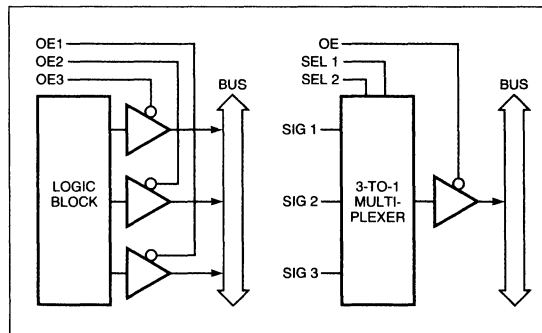 OE1
OE2
OE3
BUS
LOGIC
BLOCK
OE
SEL 1
SEL 2
BUS
SIG 1
SIG 2
SIG 3
3-TO-1
MULTI-
PLEXER